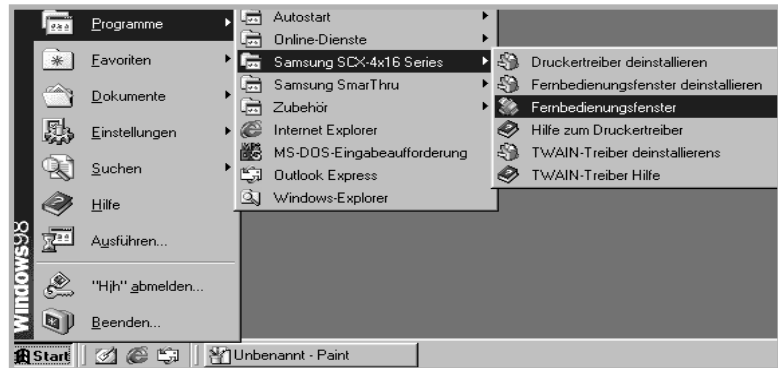 Programme
Favoriten
Dokumente
Einstellungen
Suchen
Hilfe
Ausführen...
"Hjh" abmelden...
Beenden...
Windows98
Autostart
Online-Dienste
Samsung SCX-4x16 Series
Samsung SmarThru
Zubehör
Internet Explorer
MS-DOS-Eingabeaufforderung
Outlook Express
Windows-Explorer
Druckertreiber deinstallieren
Fernbedienungsfenster deinstallieren
Fernbedienungsfenster
Hilfe zum Druckertreiber
TWAIN-Treiber deinstallierens
TWAIN-Treiber Hilfe
Start
Unbenannt - Paint